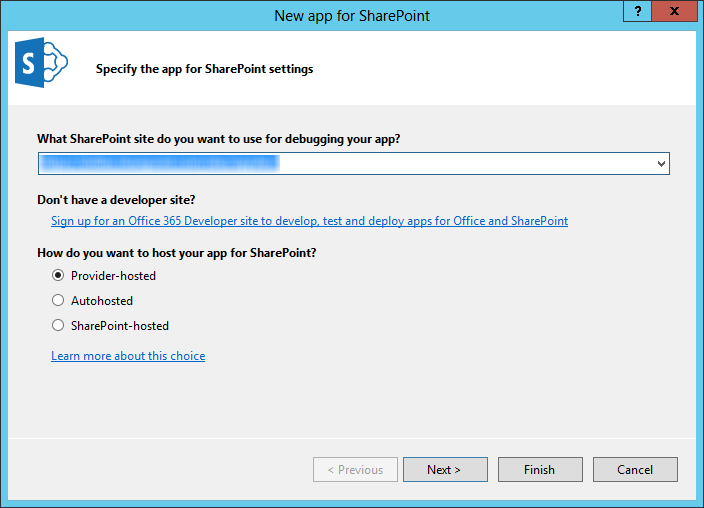 New app for SharePoint
?
x
S
Specify the app for SharePoint settings
What SharePoint site do you want to use for debugging your app?
Don't have a developer site?
Sign up for an Office 365 Developer site to develop, test and deploy apps for Office and SharePoint
How do you want to host your app for SharePoint?
Provider-hosted
Autohosted
SharePoint-hosted
Learn more about this choice
< Previous
Next >
Finish
Cancel